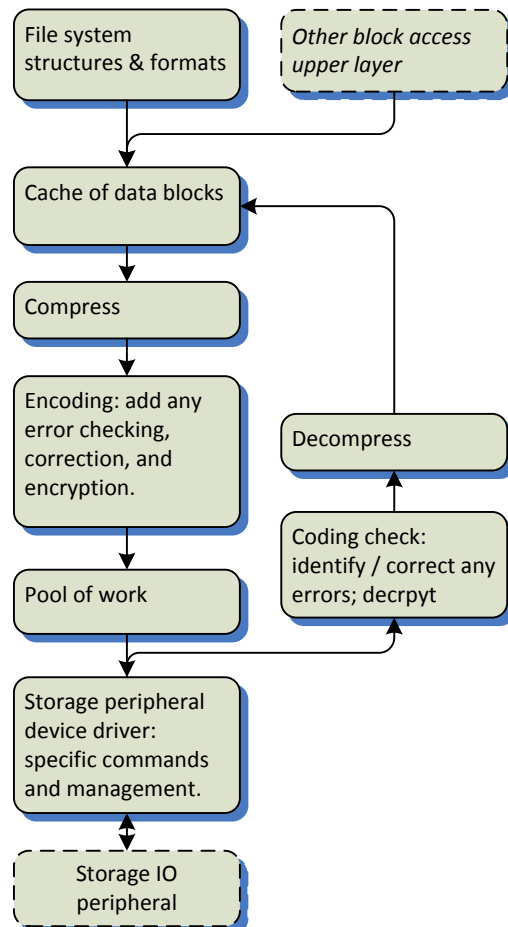 File system
structures & formats
Other block access
upper layer
Cache of data blocks
Compress
Encoding: add any
error checking,
correction, and
encryption.
Decompress
Coding check:
identify / correct any
errors; decrpyt
Pool of work
Storage peripheral
device driver:
specific commands
and management.
Storage IO
peripheral